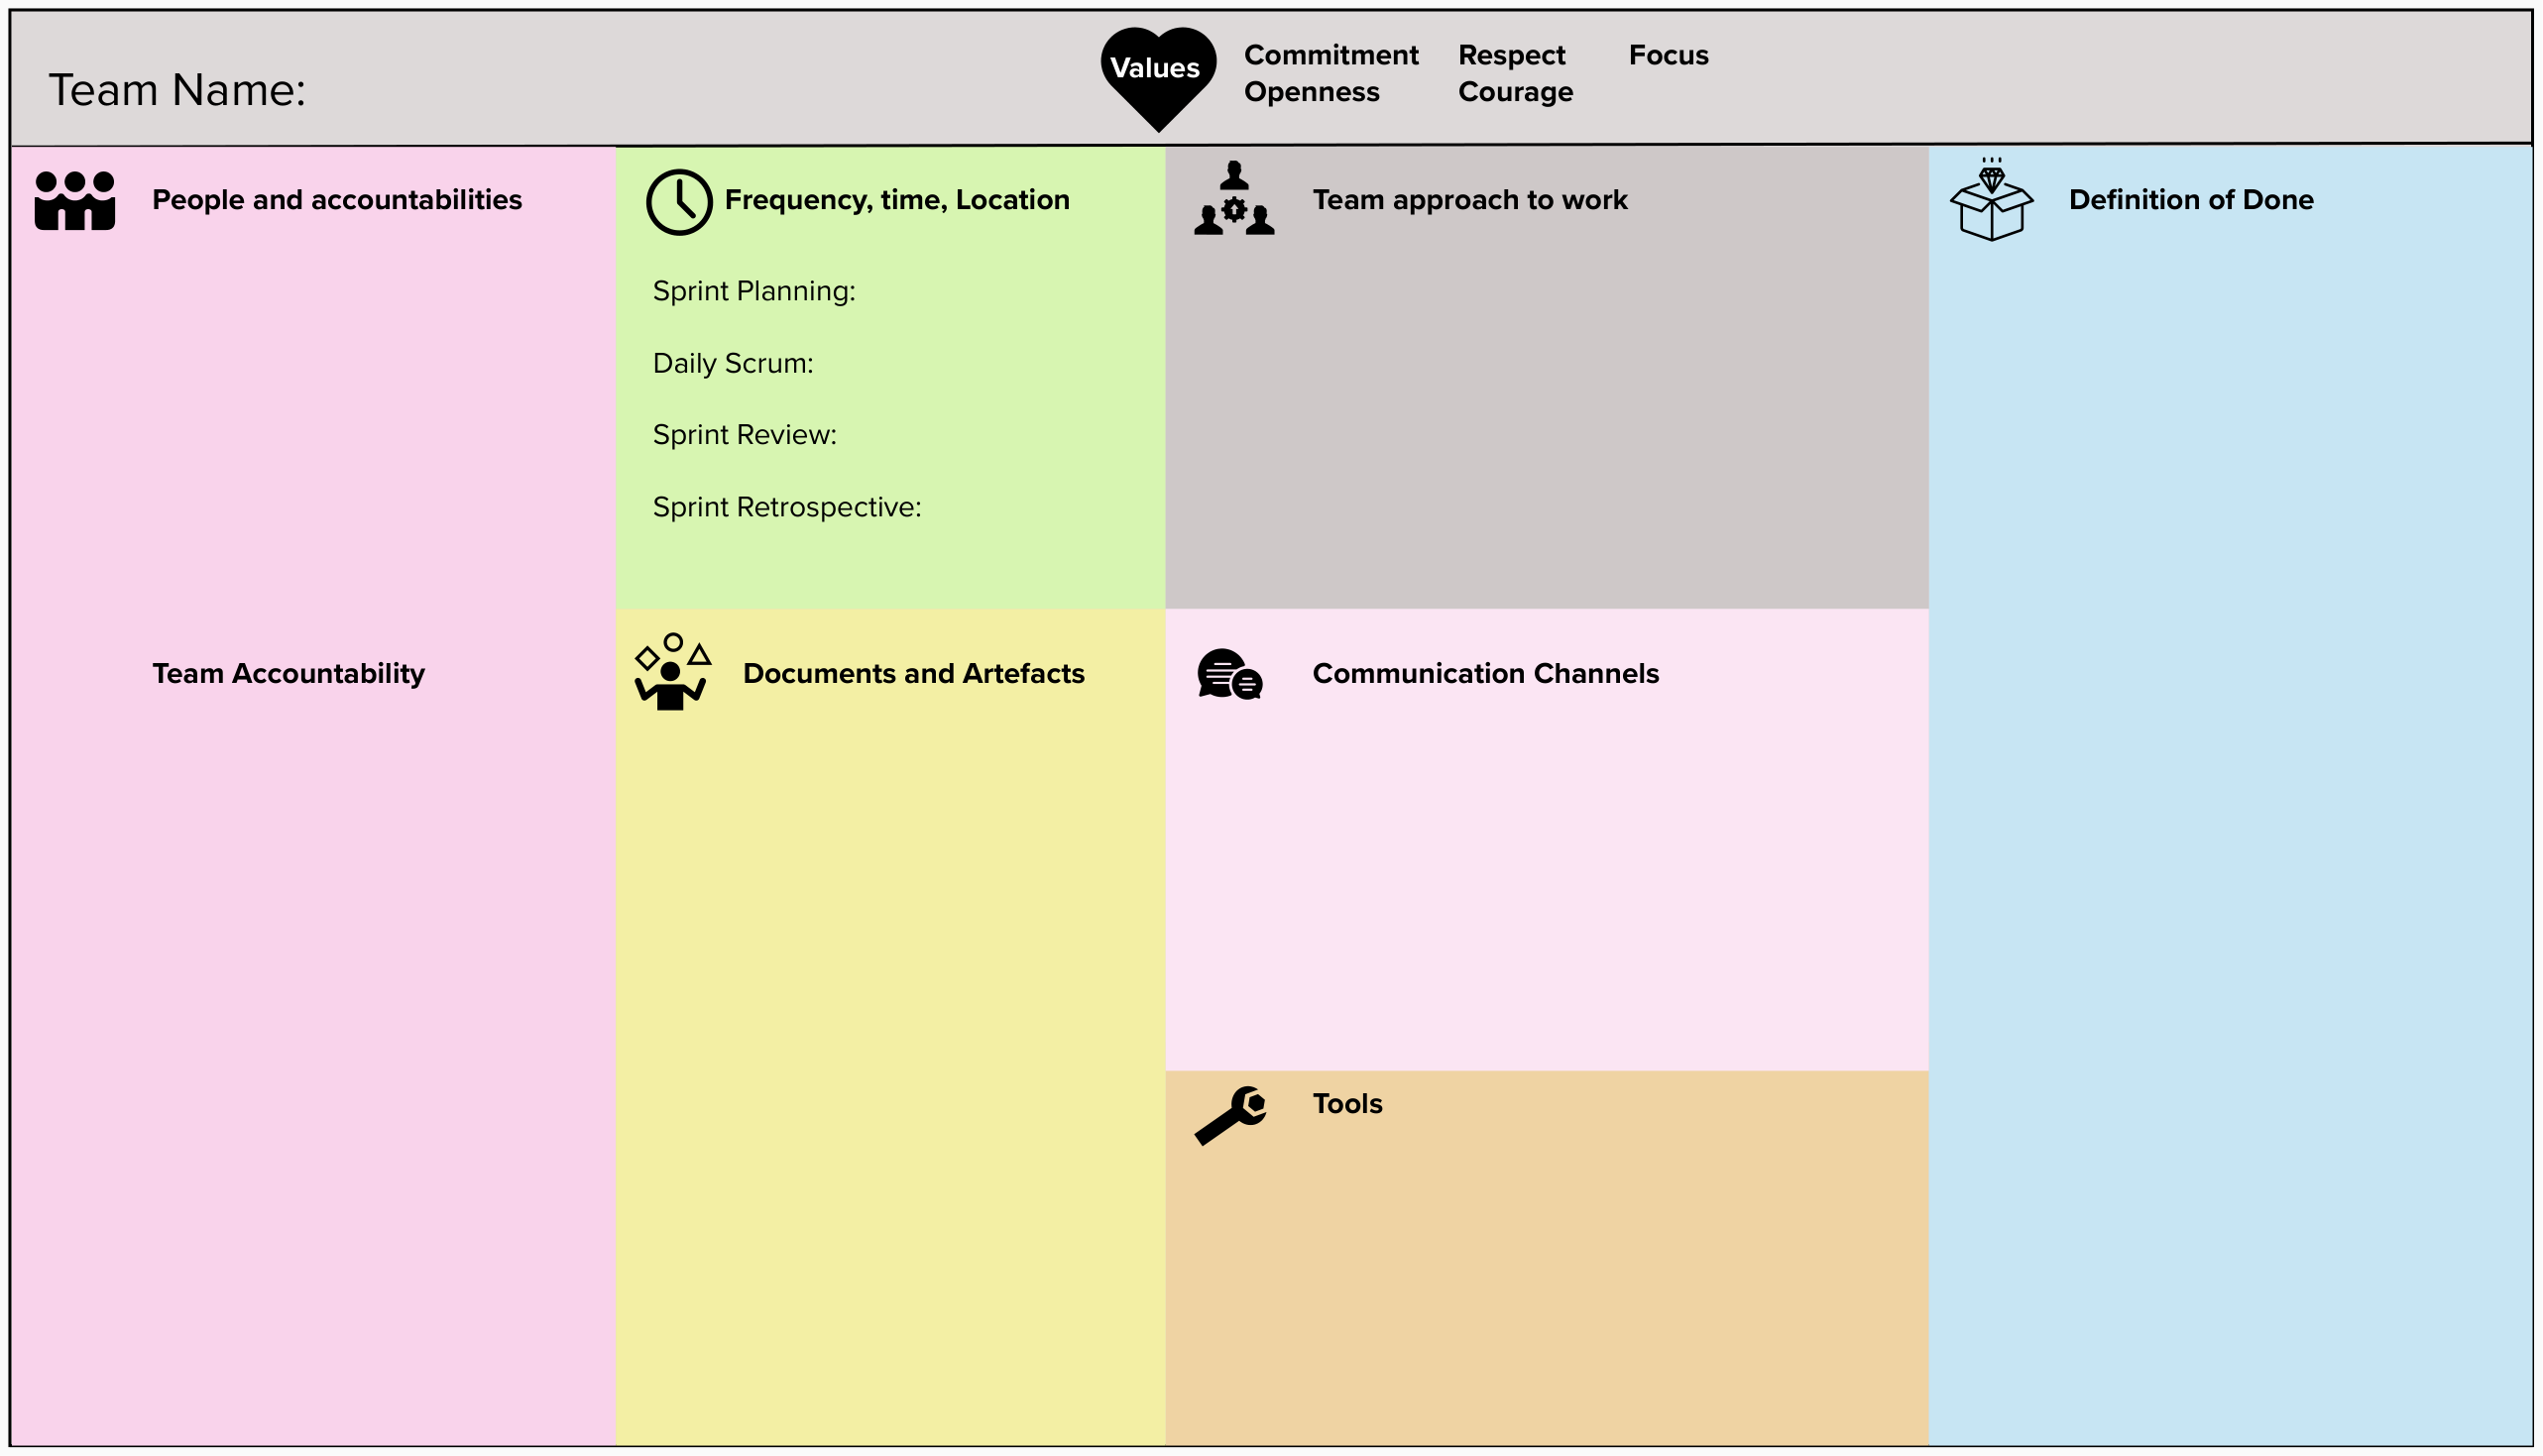 Team Name:
Values
Commitment Respect Focus
Openness Courage
People and accountabilities
Frequency, time, Location
Sprint Planning:
Daily Scrum:
Sprint Review:
Sprint Retrospective:
Team approach to work
Definition of Done
Team Accountability
Documents and Artefacts
Communication Channels
Tools